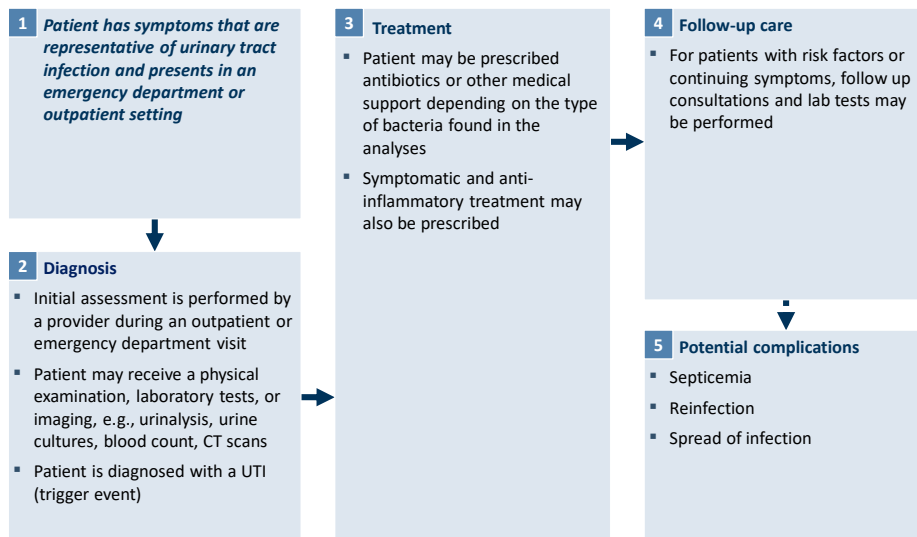 1 Patient has symptoms that are
representative of urinary tract
infection and presents in an
emergency department or
outpatient setting
2 Diagnosis
▪ Initial assessment is performed by
a provider during an outpatient or
emergency department visit
▪ Patient may receive a physical
examination, laboratory tests, or
imaging, e.g., urinalysis, urine
cultures, blood count, CT scans
▪ Patient is diagnosed with a UTI
(trigger event)
3 Treatment
▪ Patient may be prescribed
antibiotics or other medical
support depending on the type
of bacteria found in the
analyses
▪ Symptomatic and anti-
inflammatory treatment may
also be prescribed
4 Follow-up care
▪ For patients with risk factors or
continuing symptoms, follow up
consultations and lab tests may
be performed
5 Potential complications
▪ Septicemia
▪ Reinfection
▪ Spread of infection